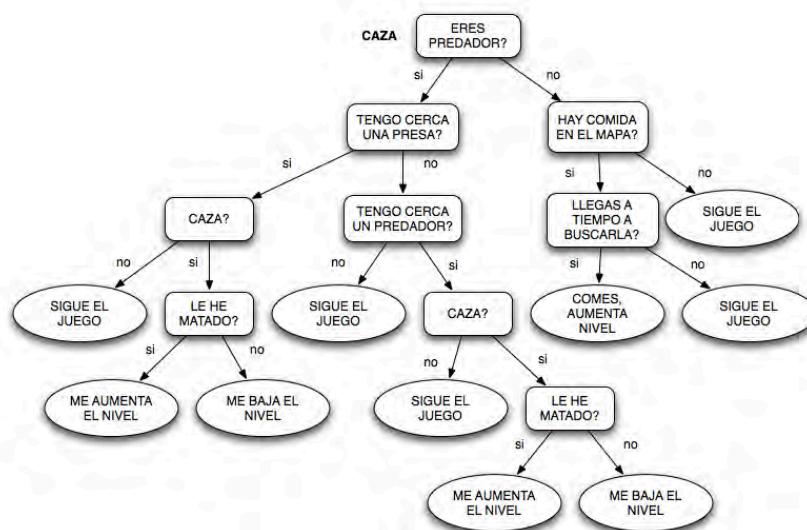 CAZA
ERES
PREDADOR?
si
no
TENGO CERCA
UNA PRESA?
HAY COMIDA
EN EL MAPA?
si
no
si
no
CAZA?
TENGO CERCA
UN PREDADOR?
LLEGAS A
TIEMPO A
BUSCARLA?
SIGUE EL
JUEGO
no
si
no
si
si
no
SIGUE EL
JUEGO
LE HE
MATADO?
SIGUE EL
JUEGO
CAZA?
COMES,
AUMENTA
NIVEL
SIGUE EL
JUEGO
si
no
no
si
ME AUMENTA
EL NIVEL
ME BAJA EL
NIVEL
SIGUE EL
JUEGO
LE HE
MATADO?
si
no
ME AUMENTA
EL NIVEL
ME BAJA EL
NIVEL